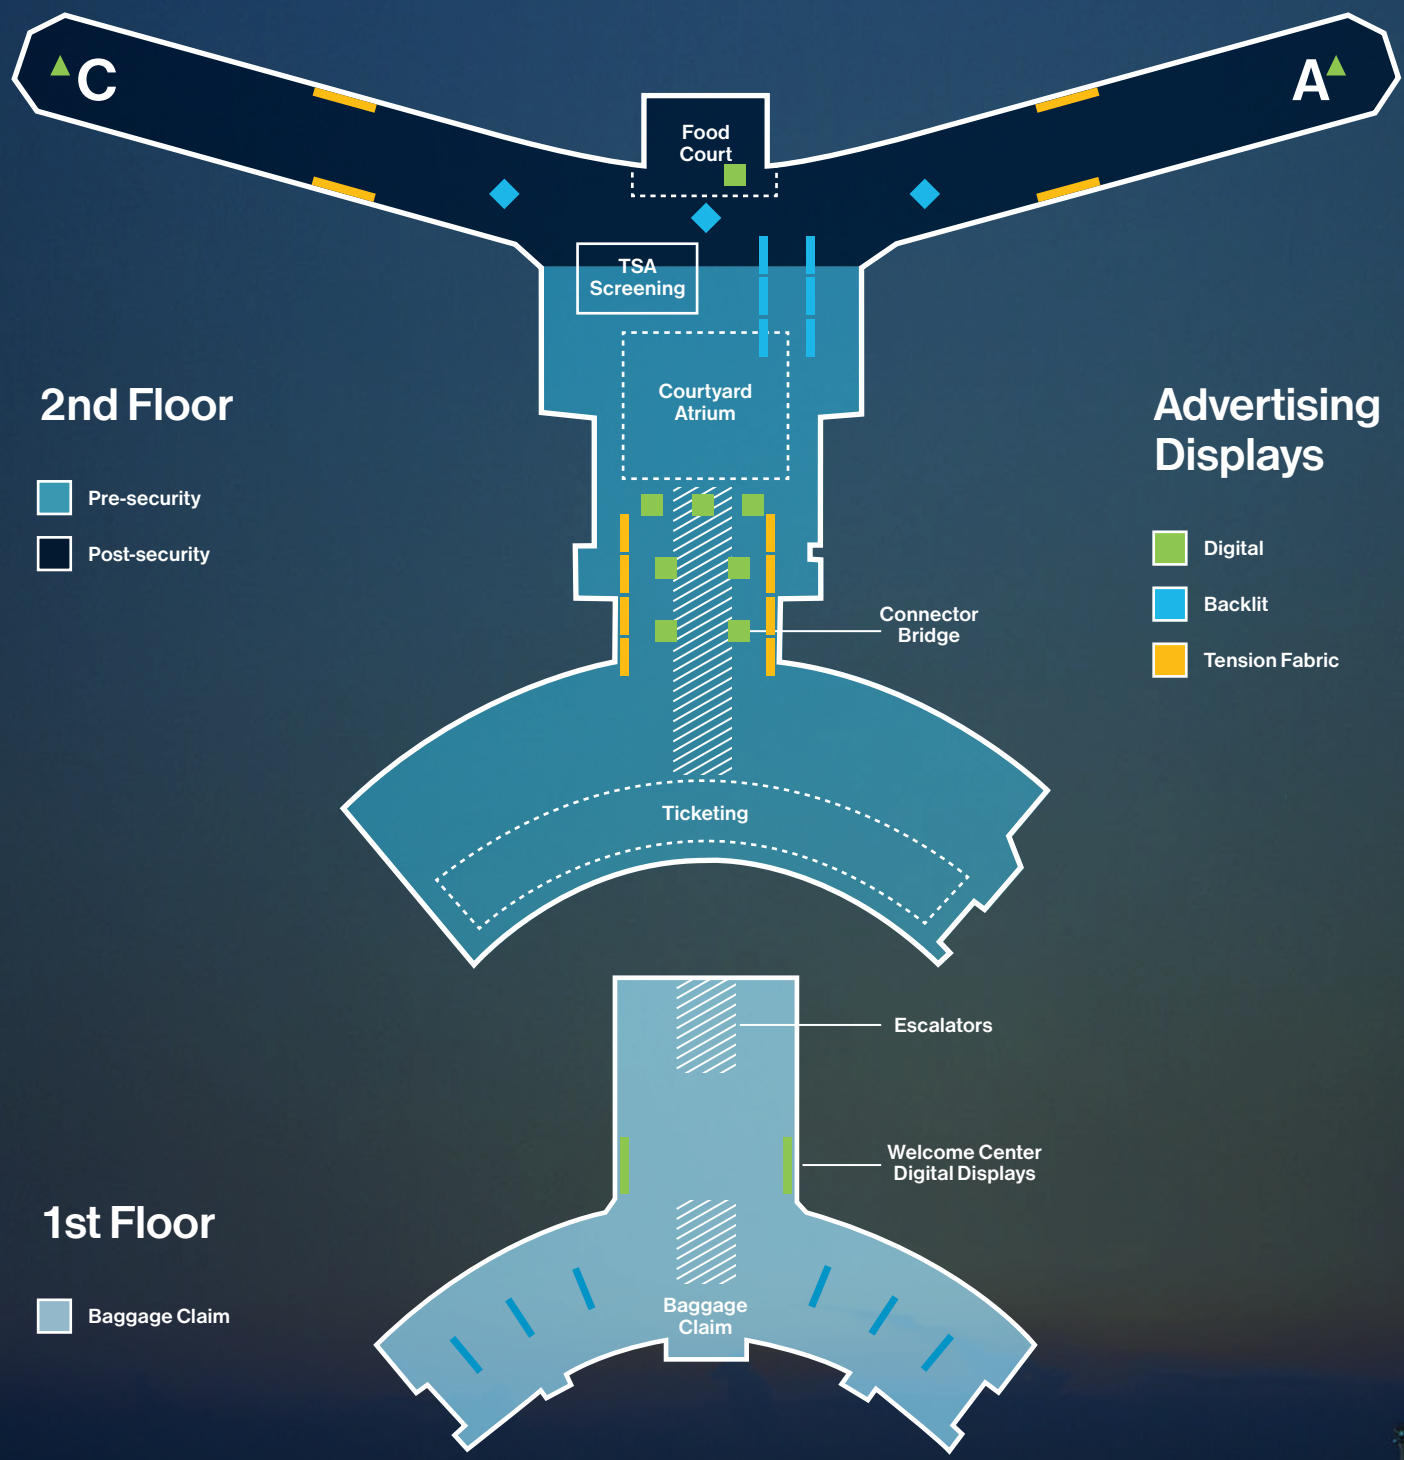 C
A
Food
Court
TSA
Screening
2nd Floor
Pre-security
Post-security
Courtyard
Atrium
Advertising
Displays
Digital
Backlit
Tension Fabric
Connector
Bridge
Ticketing
Escalators
Welcome Center
Digital Displays
1st Floor
Baggage Claim
Baggage
Claim